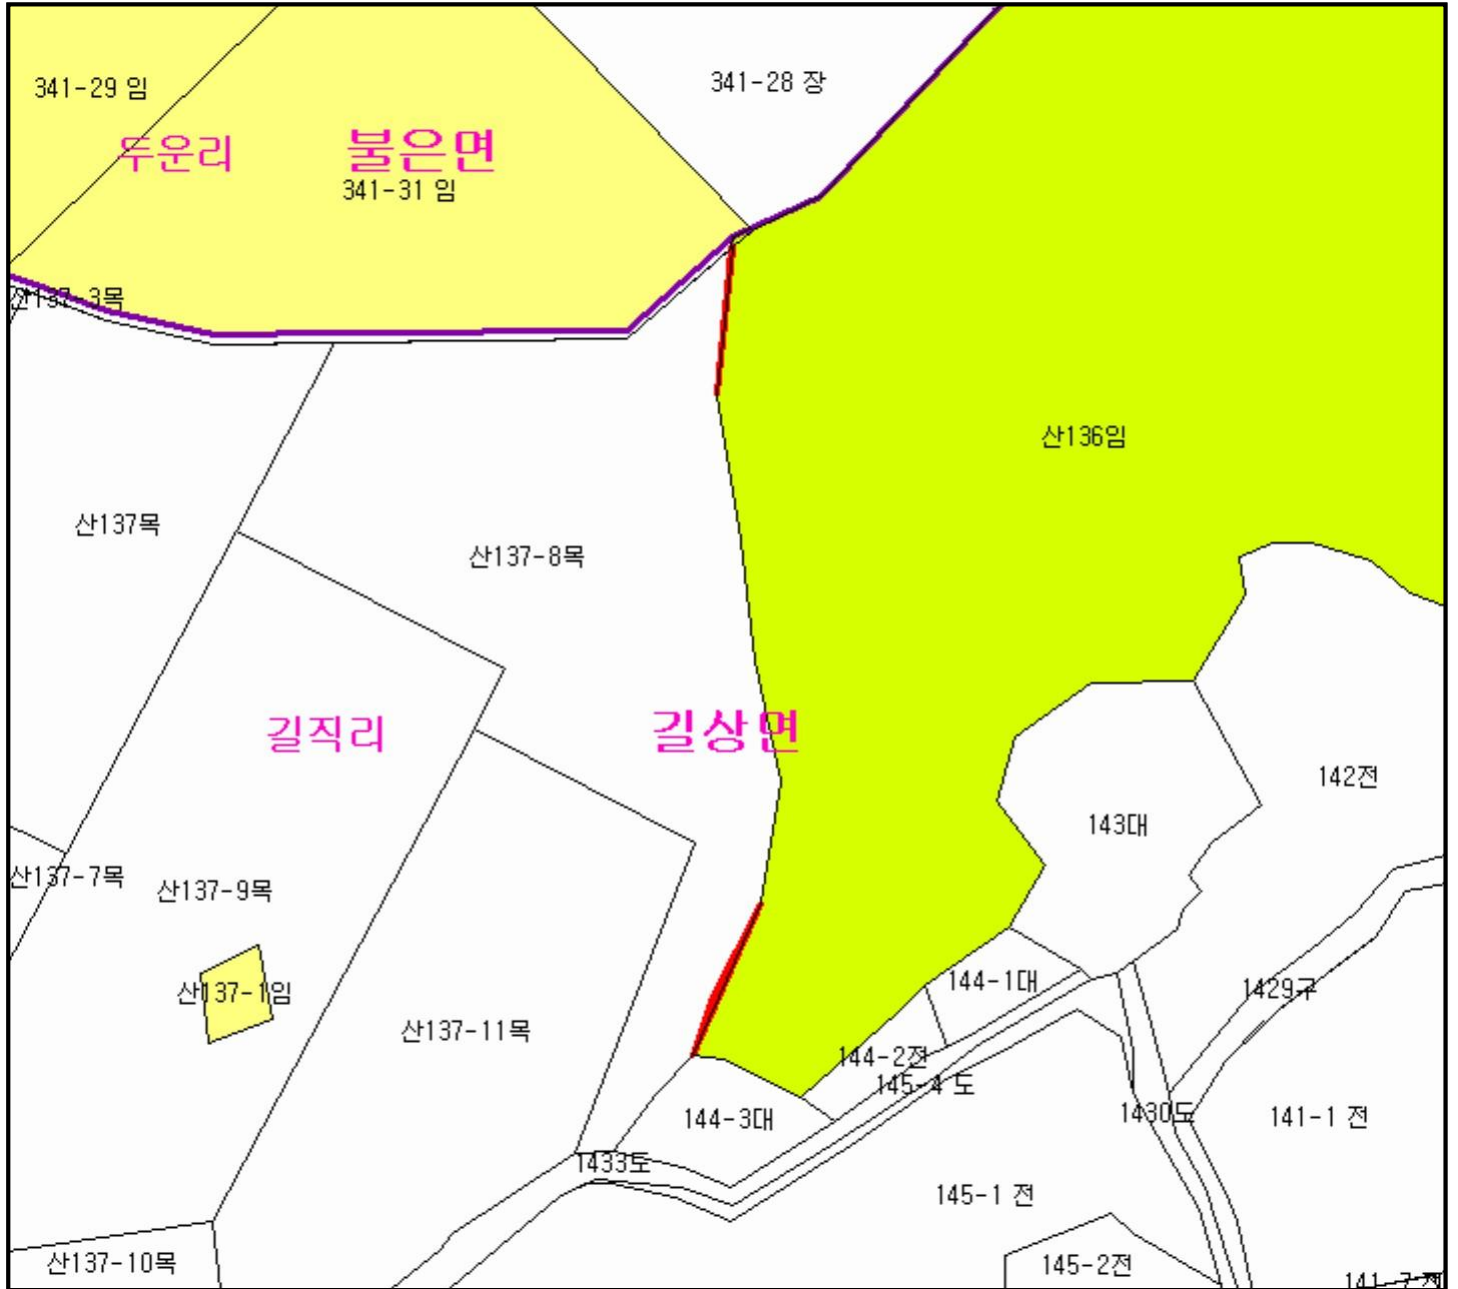 341-28 장
341-29 임
두운리
불은면
341-31 임
산137-3목
산136임
산137목
산137-8목
길직리
길상면
142전
143대
산137-7목
산137-9목
144-1대
1429구
산137-1임
산137-11목
144-2전
145-4 도
144-3대
1430도
141-1 전
1433도
145-1 전
산137-10목
145-2전